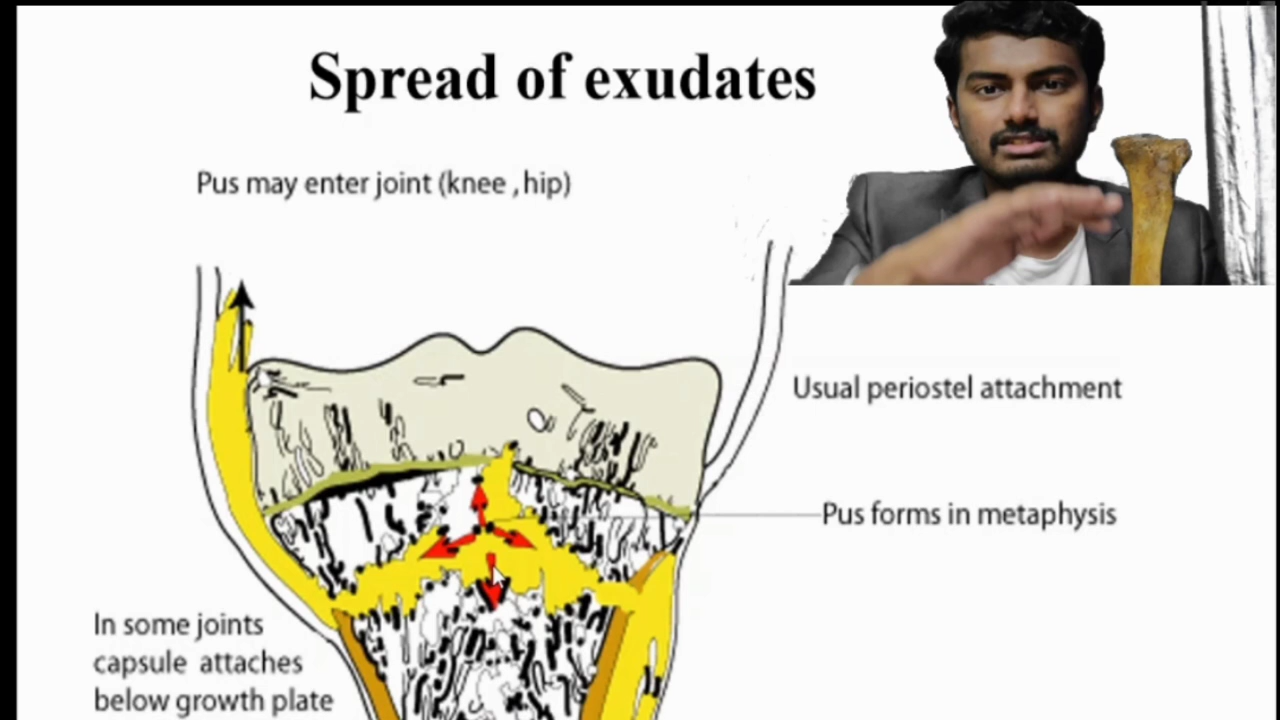 Spread of exudates
Pus may enter joint (knee ,hip)
Usual periostel attachment
Pus forms in metaphysis
In some joints
capsule attaches
below growth plate